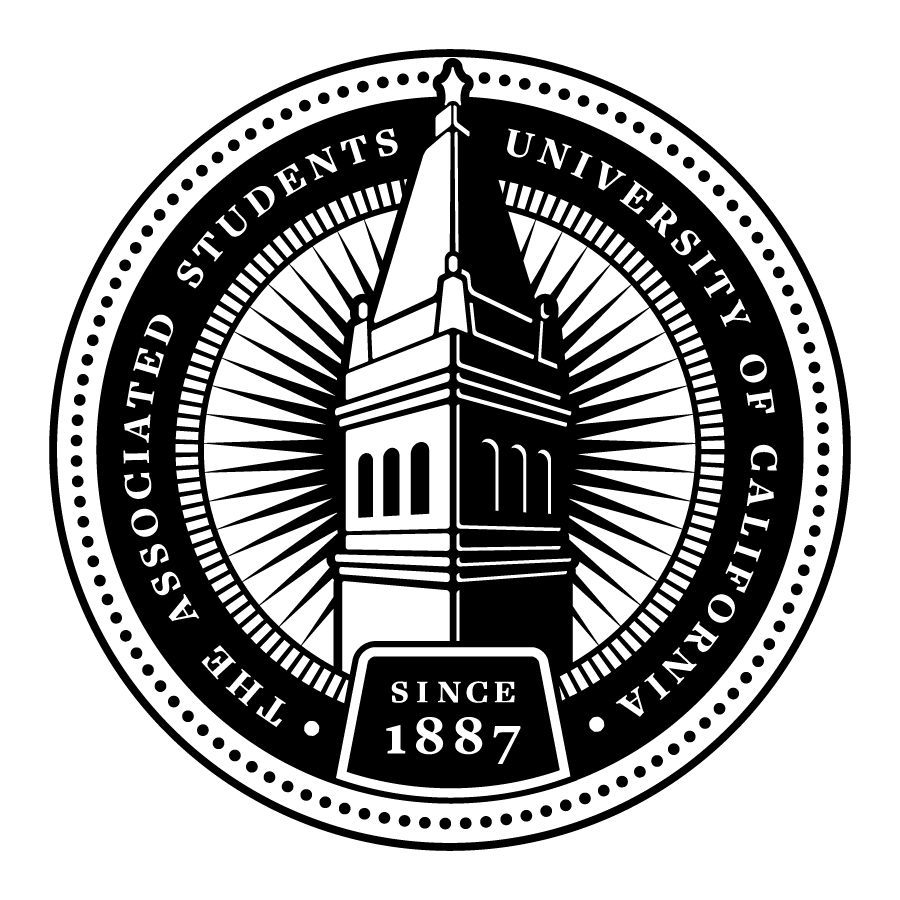 THE ASSOCIATED STUDENTS UNIVERSITY OF CALIFORNIA
SINCE
1887